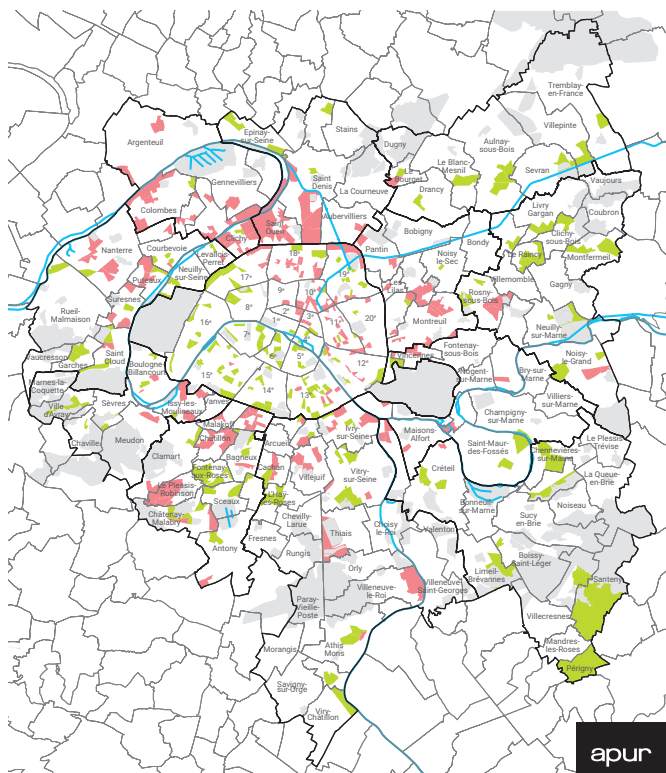 Tremblay-
en-France
Villepinte
Epinay-
sur-Seine
Stains
Argenteuil
Dugny
Aulnay-
sous-Bois
Le Blanc-
Mesnil
Sevran
Le
Bourget
Gennevilliers
Saint
Denis
Drancy
Vaujours
La Courneuve
Livry
Gargan
Coubron
Colombes
Saint
Ouen
Aubervilliers
Clichy
Bobigny
Clichy-
sous-Bois
Nanterre
Courbevoie
Levallois
Perret
Pantin
Noisy
le-Sec
Bondy
Le Raincy
Montfermeil
Neuilly-
sur-Seine
18e
17e
19e
Puteaux
Villemomble
Gagny
Suresnes
9e
10e
Les
Lilas
Rosny-
sous-Bois
8e
2e
Rueil-
Malmaison
1e
3e
11e
20e
Montreuil
Neuilly-
sur-Marne
16e
7e
6e
5e
Vaucresson
Garches
Saint
Cloud
Boulogne-
Billancourt
12e
Vincennes
Fontenay-
sous-Bois
Noisy-
le-Grand
15e
14e
13e
Nogent-
sur-Marne
Bry-sur-
Marne
Marnes-la-
Coquette
Villiers-
sur-Marne
Ville
d'Avray
Sèvres
Issy-les-
Moulineaux
Vanves
Malakoff
Châtillon
Ivry-
sur-Seine
Maisons-
Alfort
Champigny-
sur-Marne
Chaville
Meudon
Arcueil
Saint-Maur-
des-Fossés
Le Plessis-
Trévise
Clamart
Bagneux
Cachan
Chennevières-
sur-Marne
Fontenay-
aux-Roses
Villejuif
Vitry-
sur-Seine
Créteil
La Queue-
en-Brie
Le Plessis-
Robinson
Sceaux
L'Haÿ-
les-Roses
Bonneuil-
sur-Marne
Noiseau
Châtenay-
Malabry
Chevilly-
Larue
Choisy
le-Roi
Sucy
en-Brie
Antony
Fresnes
Thiais
Valenton
Rungis
Boissy-
Saint-Léger
Orly
Limeil-
Brévannes
Villeneuve-
le-Roi
Villeneuve-
Saint-Georges
Santeny
Paray-
Vieille-
Poste
Villecresnes
Morangis
Athis
Mons
Mandres-
les-Roses
Périgny
Savigny-
sur-Orge
Viry-
Chatillon
apur